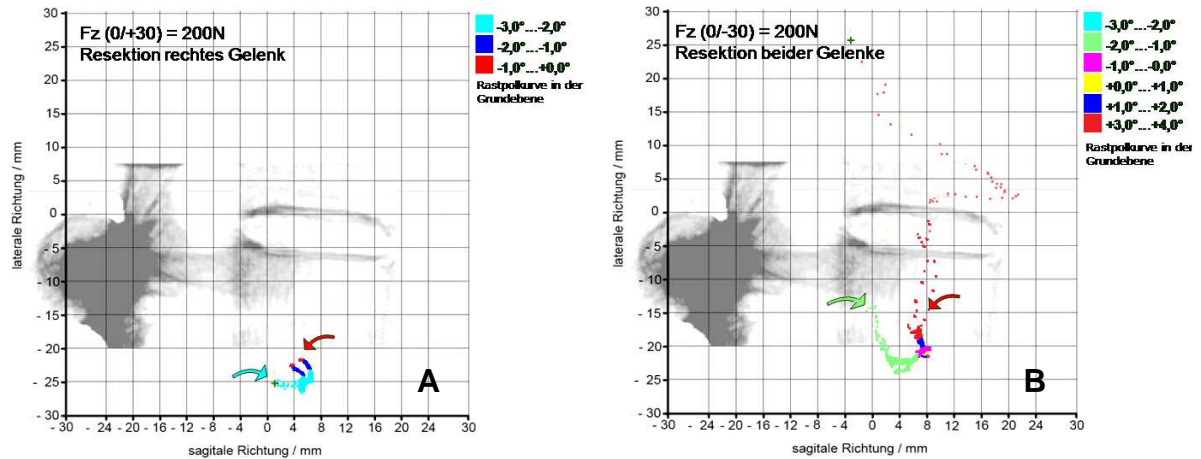 Fz (0/+30) = 200N
Resektion rechtes Gelenk
-3,0°...-2,0°
-2,0°...-1,0°
-1,0°...+0,0°
Rastpolkurve in der
Grundebene
laterale Richtung / mm
30
25
20
15
10
5
0
- 5
- 10
- 15
- 20
- 25
30
- 30 - 24 - 20 - 16 - 12 - 8 - 4 0 4 8 12 16 20 24 30
sagitale Richtung / mm
A
Fz (0/-30) = 200N
Resektion beider Gelenke
-3,0°...-2,0°
-2,0°...-1,0°
-1,0°...-0,0°
+0,0°...+1,0°
+1,0°...+2,0°
+3,0°...+4,0°
Rastpolkurve in der
Grundebene
laterale Richtung / mm
30
25
20
15
10
5
0
- 5
- 10
- 15
- 20
- 25
- 30
- 30 - 24 - 20 - 16 - 12 - 8 - 4 0 4 8 12 16 20 24 30
sagitale Richtung / mm
B